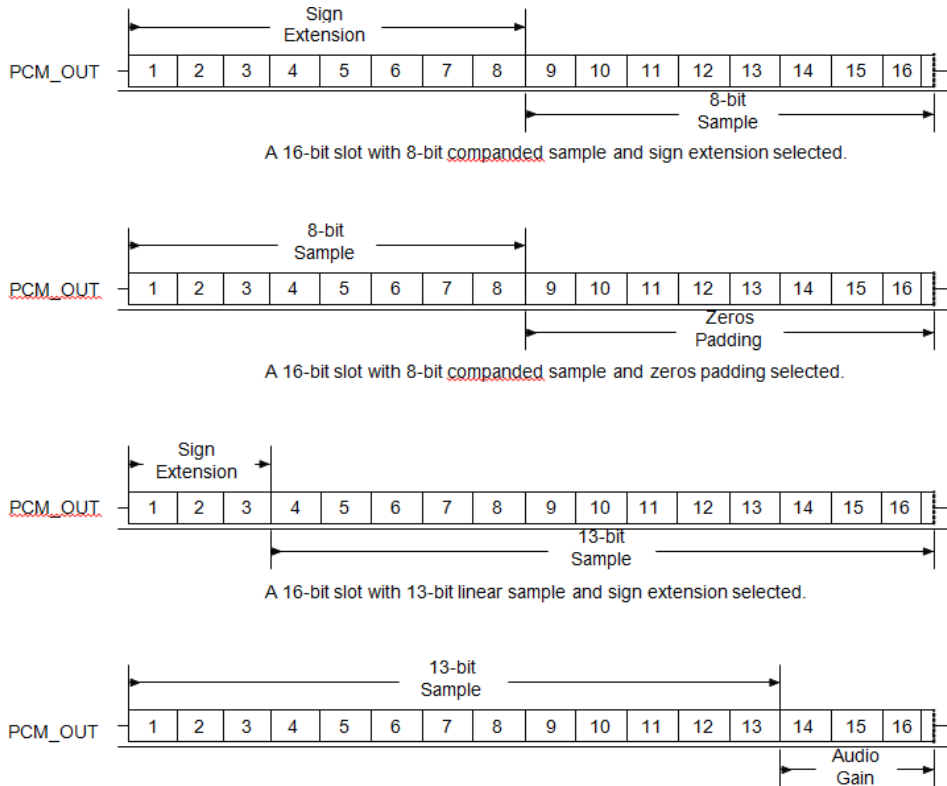 Sign
Extension
PCM_OUT 1 2 3 4 5 6 7 8 9 10 11 12 13 14 15 16
8-bit
Sample
A 16-bit slot with 8-bit companded sample and sign extension selected.
8-bit
Sample
PCM_OUT 1 2 3 4 5 6 7 8 9 10 11 12 13 14 15 16
Zeros
Padding
A 16-bit slot with 8-bit companded sample and zeros padding selected.
Sign
Extension
PCM_OUT 1 2 3 4 5 6 7 8 9 10 11 12 13 14 15 16
13-bit
Sample
A 16-bit slot with 13-bit linear sample and sign extension selected.
13-bit
Sample
PCM_OUT 1 2 3 4 5 6 7 8 9 10 11 12 13 14 15 16
Audio
Gain